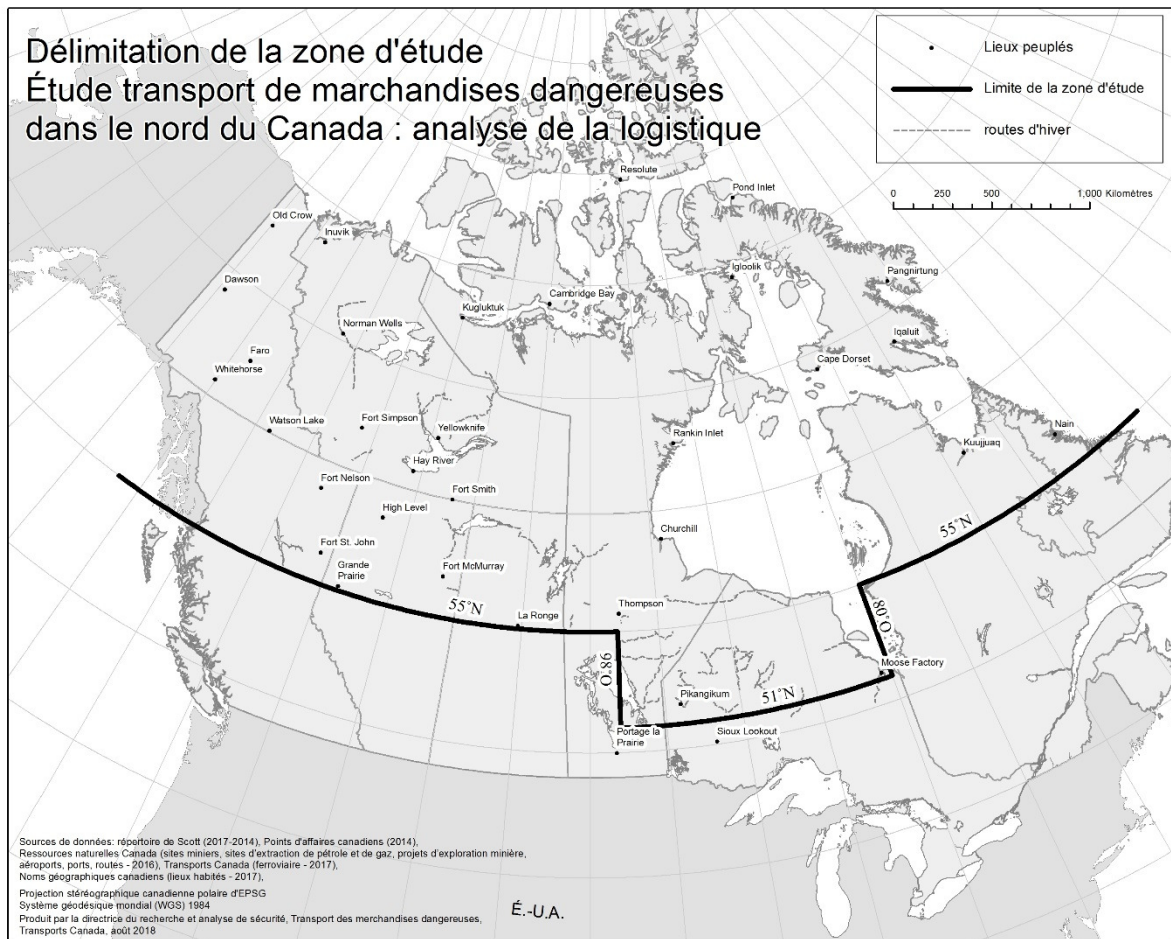 Délimitation de la zone d'étude
Étude transport de marchandises dangereuses
dans le nord du Canada : analyse de la logistique
Lieux peuplés
Limite de la zone d'étude
routes d'hiver
0 250 500 1,000 Kilomètres
Resolute
Pond Inlet
Old Crow
Inuvik
Igloolik
Pangnirtung
Dawson
Cambridge Bay
Kugluktuk
Norman Wells
Iqaluit
Faro
Whitehorse
Cape Dorset
Watson Lake
Fort Simpson
Yellowknife
Rankin Inlet
Nain
Kuujjuaq
Hay River
Fort Nelson
Fort Smith
High Level
Churchill
55°N
Fort St. John
Grande
Prairie
Fort McMurray
55°N
La Ronge
Thompson
80°O
98°O
Moose Factory
Pikangikum
51°N
Portage la
Prairie
Sioux Lookout
Sources de données: répertoire de Scott (2017-2014), Points d'affaires canadiens (2014),
Ressources naturelles Canada (sites miniers, sites d'extraction de pétrole et de gaz, projets d'exploration minière,
aéroports, ports, routes - 2016), Transports Canada (ferroviaire - 2017),
Noms géographiques canadiens (lieux habités - 2017),
Projection stéréographique canadienne polaire d'EPSG
Système géodésique mondial (WGS) 1984
Produit par la directrice du recherche et analyse de sécurité, Transport des merchandises dangereuses,
Transports Canada, août 2018
É.-U.A.